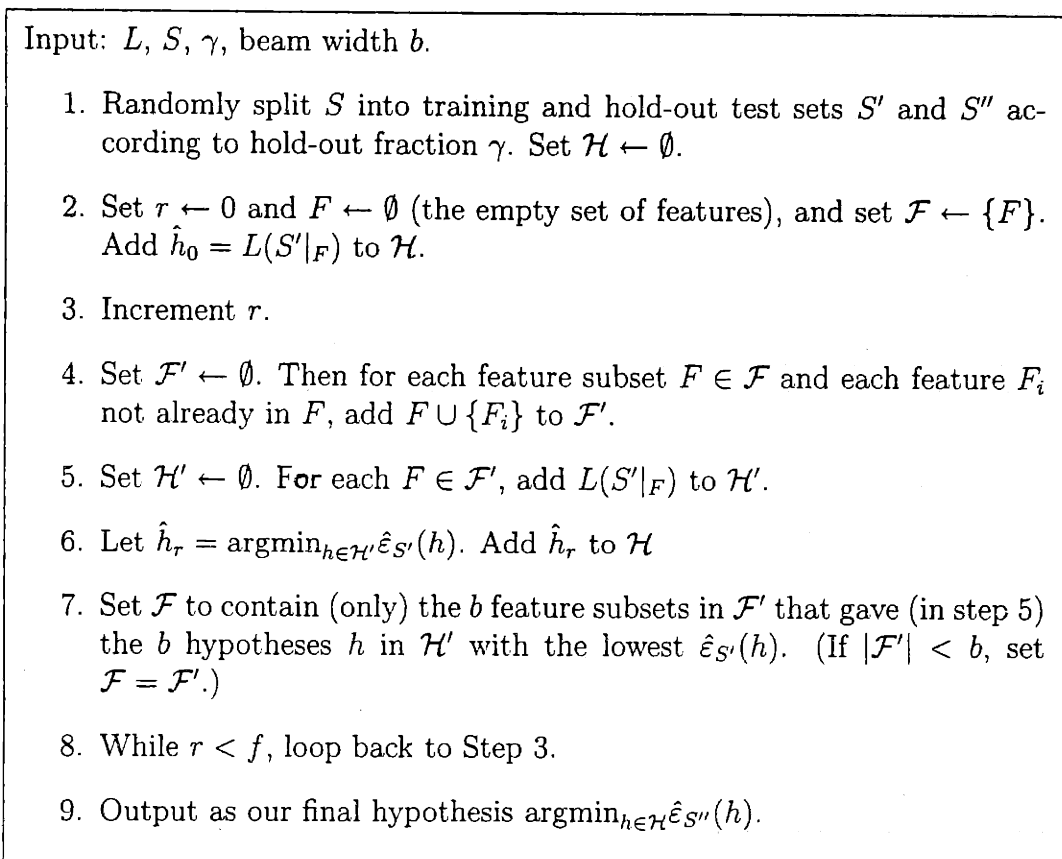 Input: L, S, γ, beam width b.
1. Randomly split S into training and hold-out test sets S′ and S″ ac-
cording to hold-out fraction γ. Set ℋ ← ∅.
2. Set r ← 0 and F ← ∅ (the empty set of features), and set ℱ ← {F}.
Add ĥ₀ = L(S′|_F) to ℋ.
3. Increment r.
4. Set ℱ′ ← ∅. Then for each feature subset F ∈ ℱ and each feature F_i
not already in F, add F ∪ {F_i} to ℱ′.
5. Set ℋ′ ← ∅. For each F ∈ ℱ′, add L(S′|_F) to ℋ′.
6. Let ĥ_r = argmin_{h∈ℋ′} ε̂_{S′}(h). Add ĥ_r to ℋ
7. Set ℱ to contain (only) the b feature subsets in ℱ′ that gave (in step 5)
the b hypotheses h in ℋ′ with the lowest ε̂_{S′}(h). (If |ℱ′| < b, set
ℱ = ℱ′.)
8. While r < f, loop back to Step 3.
9. Output as our final hypothesis argmin_{h∈ℋ} ε̂_{S″}(h).